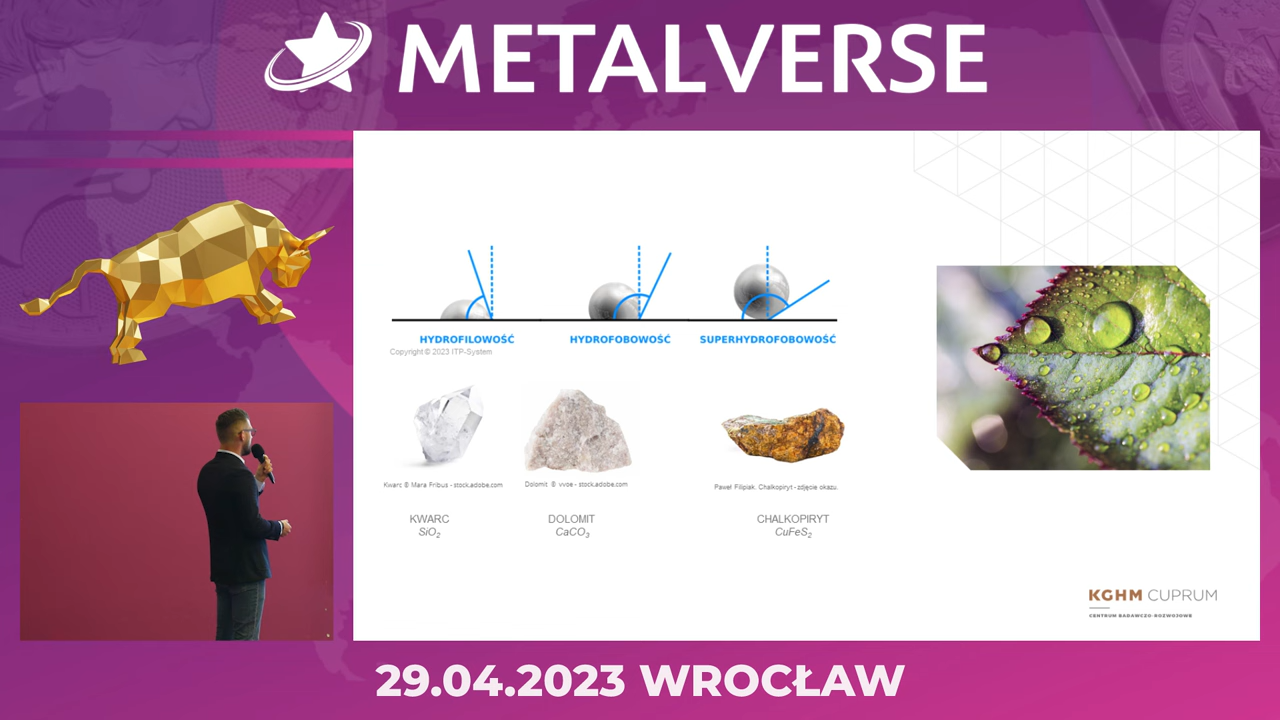 METALVERSE
HYDROFILOWOŚĆ
HYDROFOBOWOŚĆ
SUPERHYDROFOBOWOŚĆ
Copyright © 2023 ITP-System
Kwarc © Mara Fribus - stock.adobe.com
Dolomit © vvoe - stock.adobe.com
Paweł Filipiak. Chalkopiryt - zdjęcie okazu.
KWARC
SiO₂
DOLOMIT
CaCO₃
CHALKOPIRYT
CuFeS₂
KGHM CUPRUM
CENTRUM BADAWCZO-ROZWOJOWE
29.04.2023 WROCŁAW